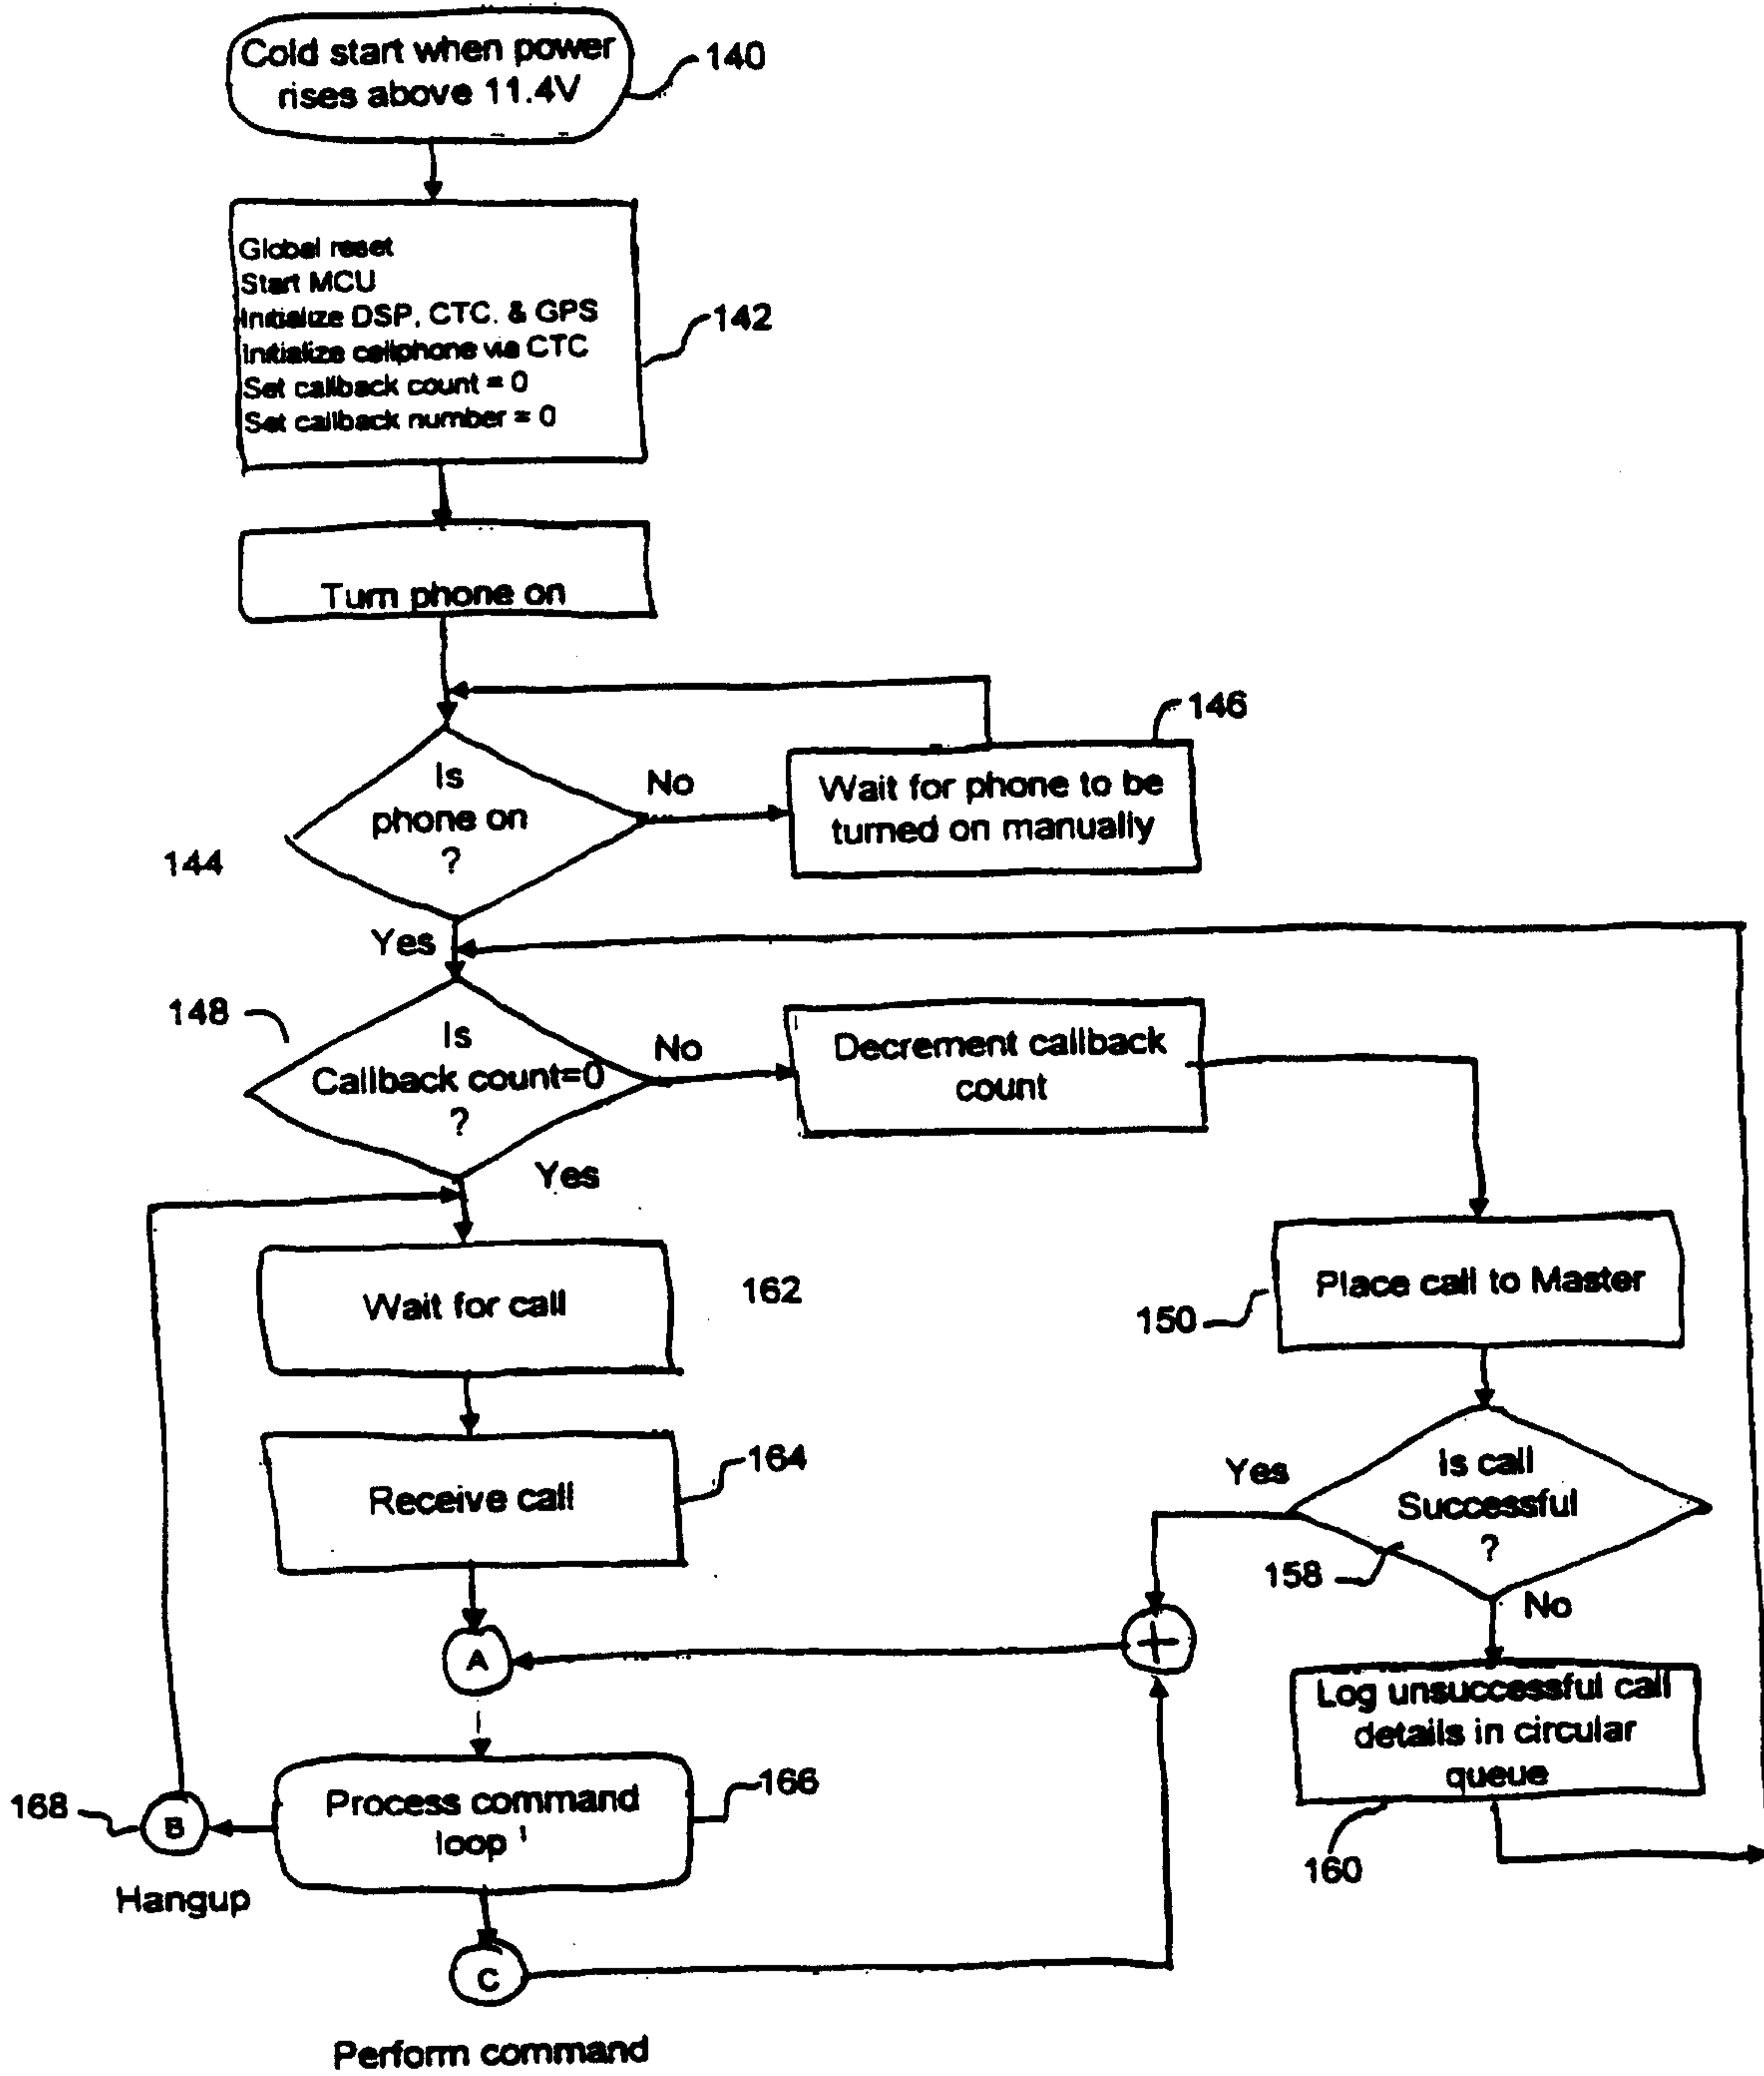 Cold start when power
rises above 11.4V
140
Global reset
Start MCU
Initialize DSP, CTC, & GPS
Initialize cellphone via CTC
Set callback count = 0
Set callback number = 0
142
Turn phone on
Is
phone on
?
144
No
Wait for phone to be
turned on manually
146
Yes
148
Is
Callback count=0
?
No
Decrement callback
count
Yes
Wait for call
162
Place call to Master
150
Receive call
164
Yes
Is call
Successful
?
158
No
A
+
Log unsuccessful call
details in circular
queue
160
Process command
loop
166
168
B
Hangup
C
Perform command